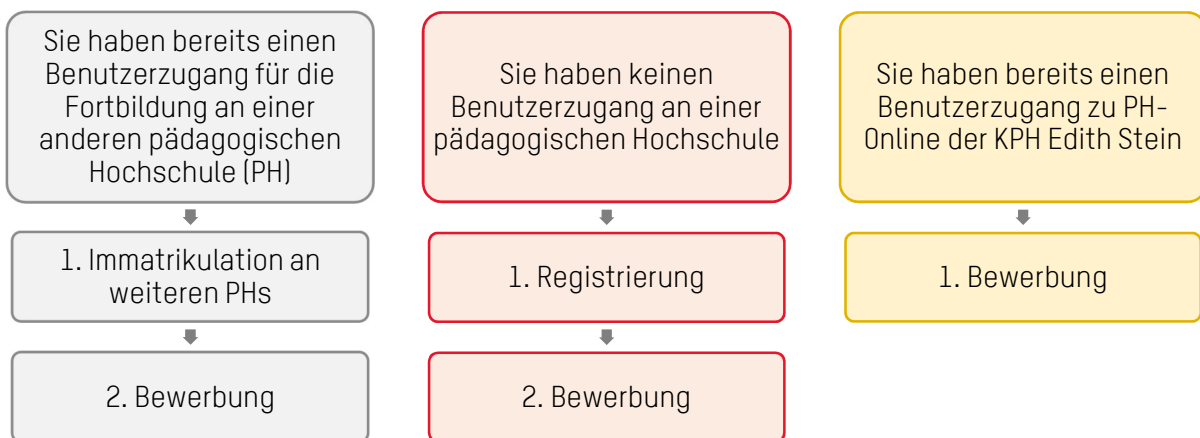 Sie haben bereits einen
Benutzerzugang für die
Fortbildung an einer
anderen pädagogischen
Hochschule (PH)
1. Immatrikulation an
weiteren PHs
2. Bewerbung
Sie haben keinen
Benutzerzugang an einer
pädagogischen Hochschule
1. Registrierung
2. Bewerbung
Sie haben bereits einen
Benutzerzugang zu PH-
Online der KPH Edith Stein
1. Bewerbung